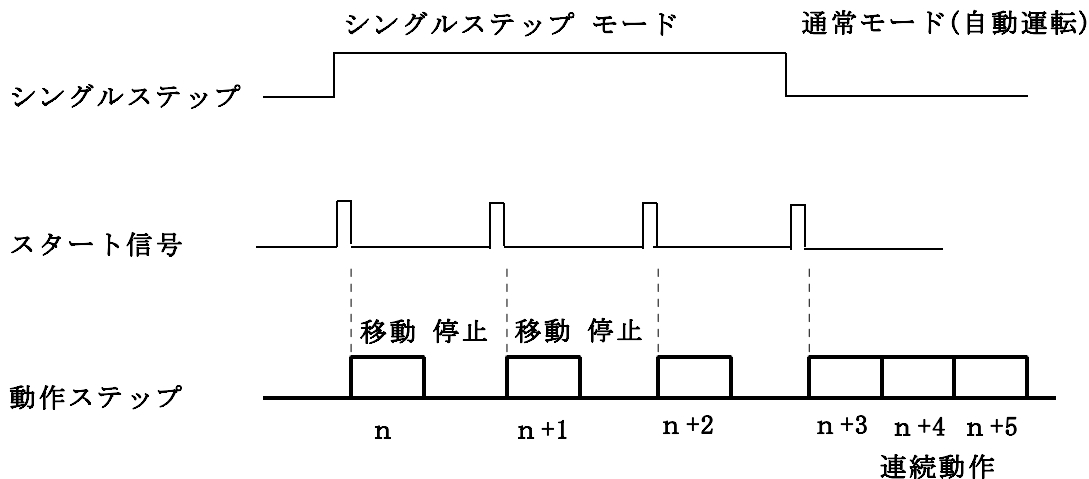 シングルステップ モード
通常モード(自動運転)
シングルステップ
スタート信号
移動 停止
移動 停止
動作ステップ
n
n+1
n+2
n+3
n+4
n+5
連続動作